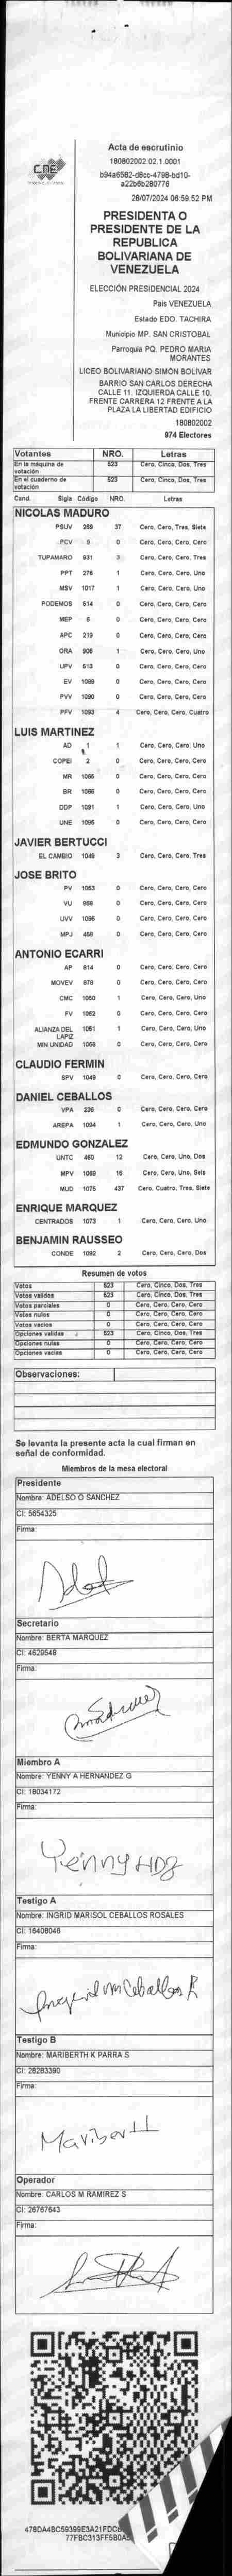 Acta de escrutinio
180802002.02.1.0001
b94a6582-d8cc-4798-bd10-
a22b6b280776
28/07/2024 06:59:52 PM
PRESIDENTA O
PRESIDENTE DE LA
REPUBLICA
BOLIVARIANA DE
VENEZUELA
ELECCIÓN PRESIDENCIAL 2024
País VENEZUELA
Estado EDO. TACHIRA
Municipio MP. SAN CRISTOBAL
Parroquia PQ. PEDRO MARIA
MORANTES
LICEO BOLIVARIANO SIMÓN BOLIVAR
BARRIO SAN CARLOS DERECHA
CALLE 11. IZQUIERDA CALLE 10.
FRENTE CARRERA 12 FRENTE A LA
PLAZA LA LIBERTAD EDIFICIO
180802002
974 Electores
CNE
Votantes NRO. Letras
En la máquina de votación 523 Cero, Cinco, Dos, Tres
En el cuaderno de votación 523 Cero, Cinco, Dos, Tres
Cand. Sigla Código NRO. Letras
NICOLAS MADURO
PSUV 269 37 Cero, Cero, Tres, Siete
PCV 5 0 Cero, Cero, Cero, Cero
TUPAMARO 931 3 Cero, Cero, Cero, Tres
PPT 276 1 Cero, Cero, Cero, Uno
MSV 1017 1 Cero, Cero, Cero, Uno
PODEMOS 514 0 Cero, Cero, Cero, Cero
MEP 6 0 Cero, Cero, Cero, Cero
APC 219 0 Cero, Cero, Cero, Cero
ORA 906 1 Cero, Cero, Cero, Uno
UPV 613 0 Cero, Cero, Cero, Cero
EV 1089 0 Cero, Cero, Cero, Cero
PVV 1090 0 Cero, Cero, Cero, Cero
PFV 1093 4 Cero, Cero, Cero, Cuatro
LUIS MARTINEZ
AD 1 1 Cero, Cero, Cero, Uno
COPEI 2 0 Cero, Cero, Cero, Cero
MR 1065 0 Cero, Cero, Cero, Cero
BR 1066 0 Cero, Cero, Cero, Cero
DDP 1091 1 Cero, Cero, Cero, Uno
UNE 1095 0 Cero, Cero, Cero, Cero
JAVIER BERTUCCI
EL CAMBIO 1049 3 Cero, Cero, Cero, Tres
JOSE BRITO
PV 1053 0 Cero, Cero, Cero, Cero
VU 868 0 Cero, Cero, Cero, Cero
UVV 1096 0 Cero, Cero, Cero, Cero
MPJ 458 0 Cero, Cero, Cero, Cero
ANTONIO ECARRI
AP 814 0 Cero, Cero, Cero, Cero
MOVEV 879 0 Cero, Cero, Cero, Cero
CMC 1060 1 Cero, Cero, Cero, Uno
FV 1062 0 Cero, Cero, Cero, Cero
ALIANZA DEL LAPIZ 1051 1 Cero, Cero, Cero, Uno
MIN UNIDAD 1068 0 Cero, Cero, Cero, Cero
CLAUDIO FERMIN
SPV 1049 0 Cero, Cero, Cero, Cero
DANIEL CEBALLOS
VPA 236 0 Cero, Cero, Cero, Cero
AREPA 1094 1 Cero, Cero, Cero, Uno
EDMUNDO GONZALEZ
UNTC 460 12 Cero, Cero, Uno, Dos
MPV 1069 16 Cero, Cero, Uno, Seis
MUD 1075 437 Cero, Cuatro, Tres, Siete
ENRIQUE MARQUEZ
CENTRADOS 1073 1 Cero, Cero, Cero, Uno
BENJAMIN RAUSSEO
CONDE 1092 2 Cero, Cero, Cero, Dos
Resumen de votos
Votos 523 Cero, Cinco, Dos, Tres
Votos validos 523 Cero, Cinco, Dos, Tres
Votos parciales 0 Cero, Cero, Cero, Cero
Votos nulos 0 Cero, Cero, Cero, Cero
Votos vacios 0 Cero, Cero, Cero, Cero
Opciones validas 523 Cero, Cinco, Dos, Tres
Opciones nulas 0 Cero, Cero, Cero, Cero
Opciones vacias 0 Cero, Cero, Cero, Cero
Observaciones:
Se levanta la presente acta la cual firman en
señal de conformidad.
Miembros de la mesa electoral
Presidente
Nombre: ADELSO O SANCHEZ
CI: 5654325
Firma:
Secretario
Nombre: BERTA MARQUEZ
CI: 4629548
Firma:
Miembro A
Nombre: YENNY A HERNANDEZ G
CI: 18034172
Firma:
Yenny HDG
Testigo A
Nombre: INGRID MARISOL CEBALLOS ROSALES
CI: 16408046
Firma:
Ingrid m Ceballos R
Testigo B
Nombre: MARIBERTH K PARRA S
CI: 28283390
Firma:
Mariberth
Operador
Nombre: CARLOS M RAMIREZ S
CI: 26767643
Firma: